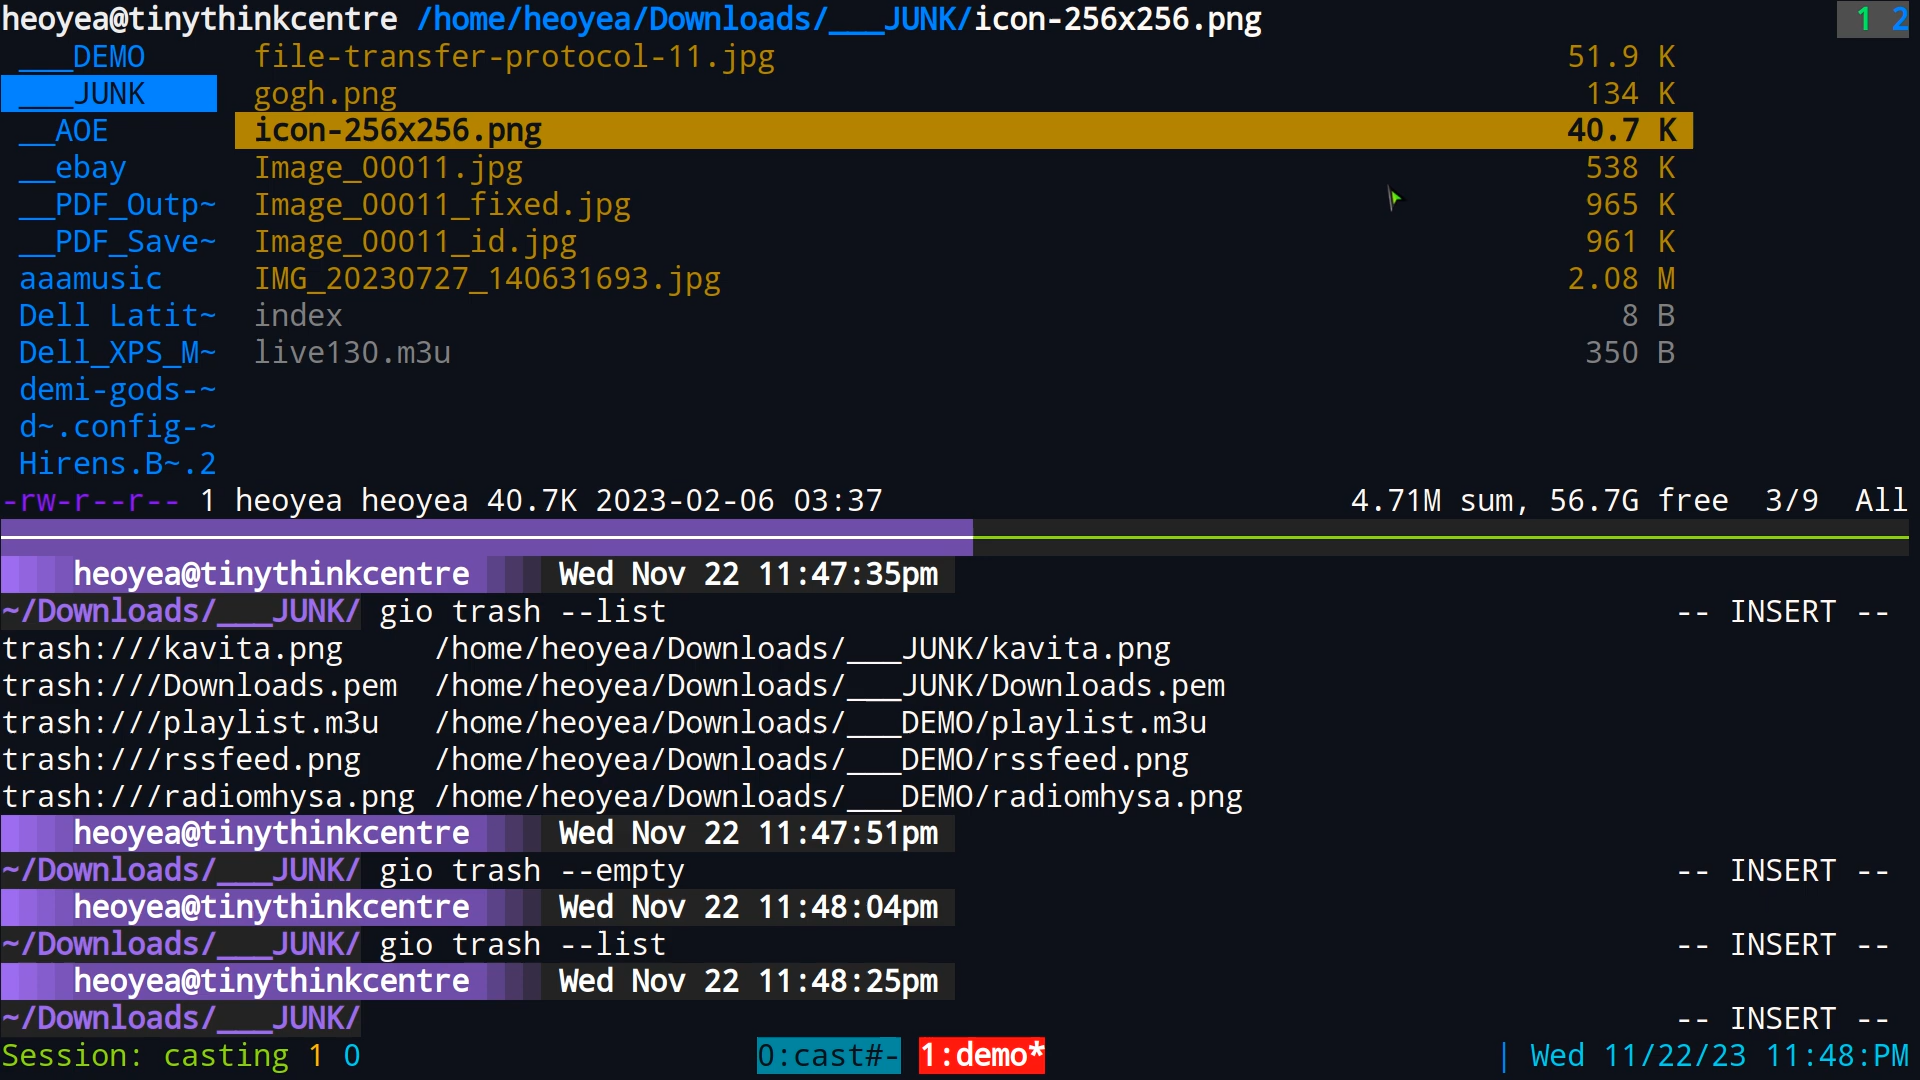 heoyea@tinythinkcentre /home/heoyea/Downloads/___JUNK/icon-256x256.png 1 2
___DEMO file-transfer-protocol-11.jpg 51.9 K
___JUNK gogh.png 134 K
__AOE icon-256x256.png 40.7 K
__ebay Image_00011.jpg 538 K
__PDF_Outp~ Image_00011_fixed.jpg 965 K
__PDF_Save~ Image_00011_id.jpg 961 K
aaamusic IMG_20230727_140631693.jpg 2.08 M
Dell Latit~ index 8 B
Dell_XPS_M~ live130.m3u 350 B
demi-gods-~
d~.config-~
Hirens.B~.2
-rw-r--r-- 1 heoyea heoyea 40.7K 2023-02-06 03:37 4.71M sum, 56.7G free 3/9 All
heoyea@tinythinkcentre Wed Nov 22 11:47:35pm
~/Downloads/___JUNK/ gio trash --list -- INSERT --
trash:///kavita.png /home/heoyea/Downloads/___JUNK/kavita.png
trash:///Downloads.pem /home/heoyea/Downloads/___JUNK/Downloads.pem
trash:///playlist.m3u /home/heoyea/Downloads/___DEMO/playlist.m3u
trash:///rssfeed.png /home/heoyea/Downloads/___DEMO/rssfeed.png
trash:///radiomhysa.png /home/heoyea/Downloads/___DEMO/radiomhysa.png
heoyea@tinythinkcentre Wed Nov 22 11:47:51pm
~/Downloads/___JUNK/ gio trash --empty -- INSERT --
heoyea@tinythinkcentre Wed Nov 22 11:48:04pm
~/Downloads/___JUNK/ gio trash --list -- INSERT --
heoyea@tinythinkcentre Wed Nov 22 11:48:25pm
~/Downloads/___JUNK/ -- INSERT --
Session: casting 1 0 0:cast#- 1:demo* | Wed 11/22/23 11:48:PM